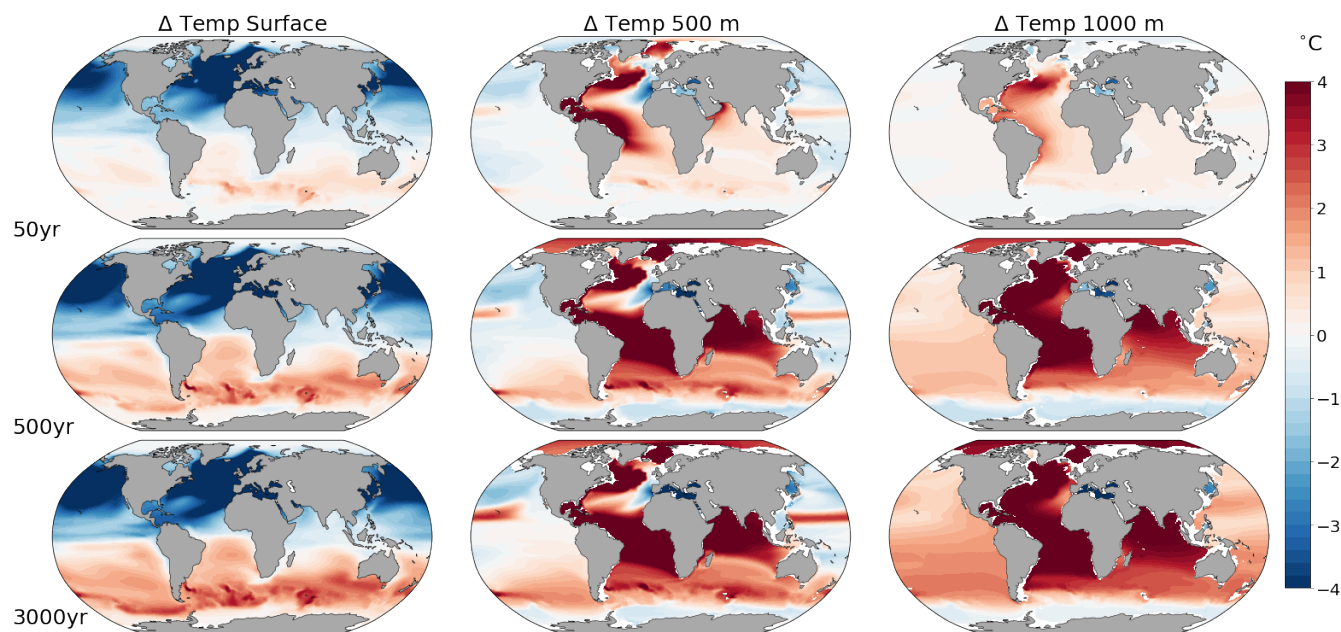 Δ Temp Surface
Δ Temp 500 m
Δ Temp 1000 m
°C
50yr
500yr
3000yr
4
3
2
1
0
−1
−2
−3
−4